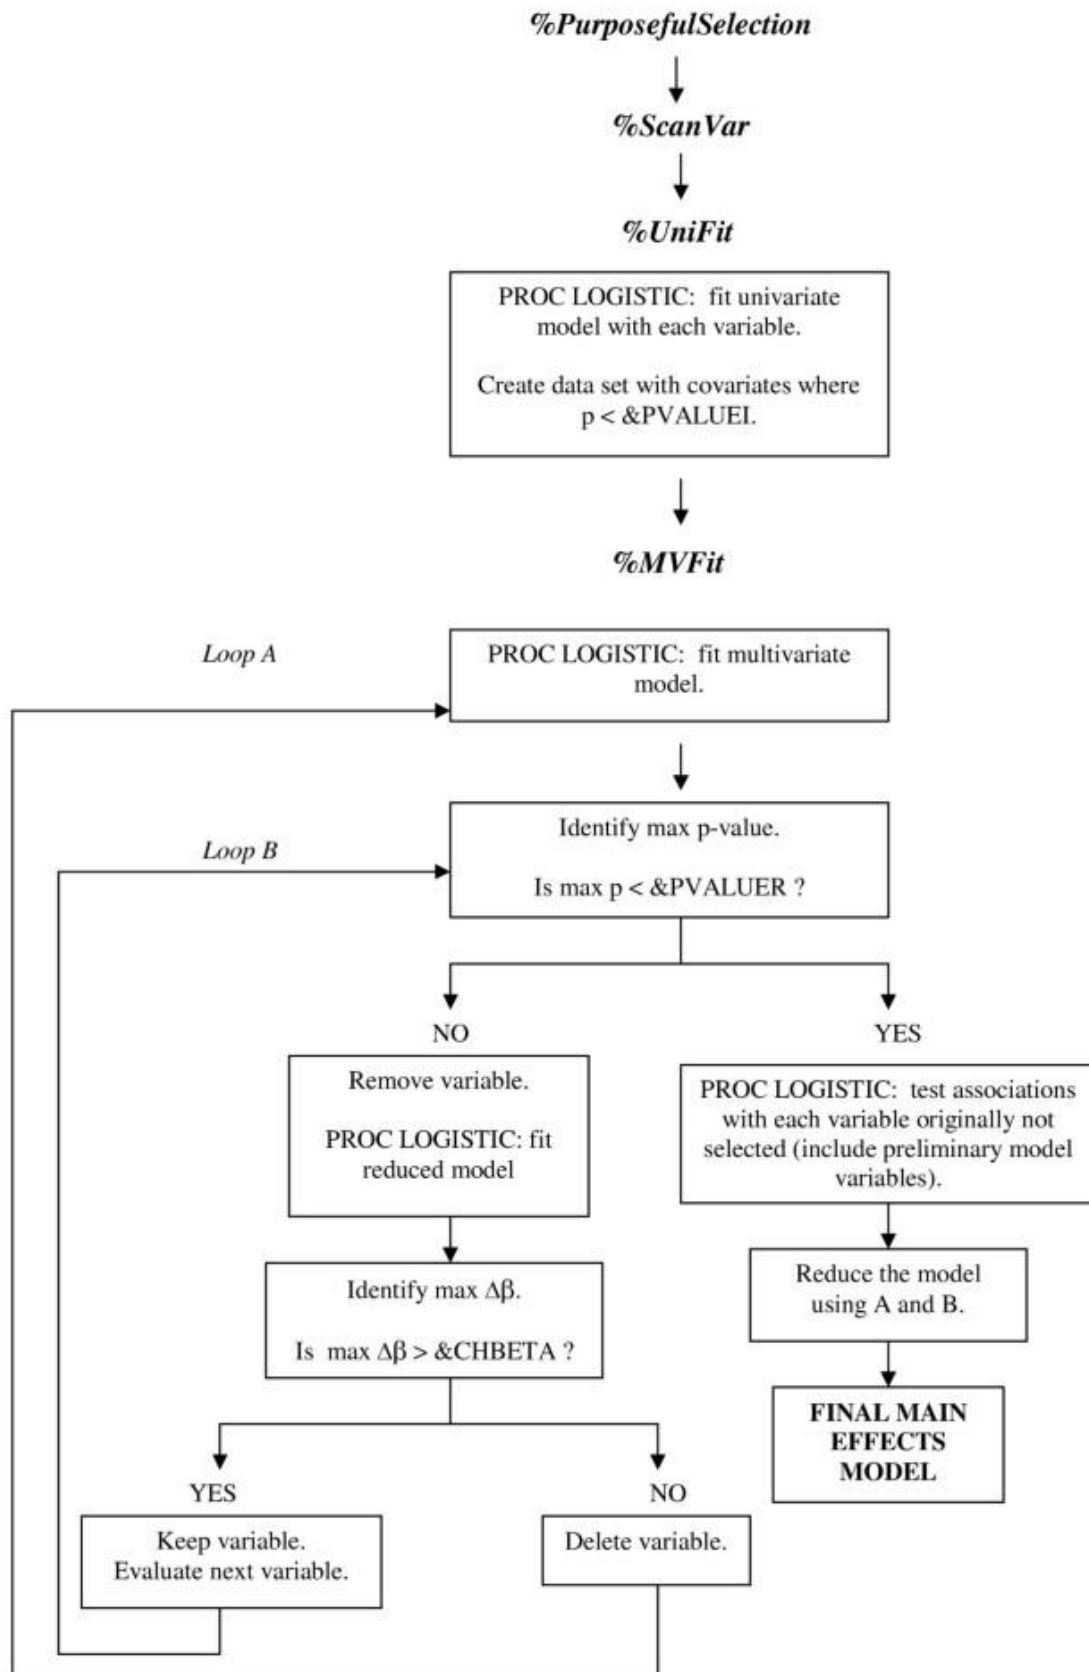 %PurposefulSelection
%ScanVar
%UniFit
PROC LOGISTIC: fit univariate
model with each variable.
Create data set with covariates where
p < &PVALUEI.
%MVFit
Loop A
PROC LOGISTIC: fit multivariate
model.
Loop B
Identify max p-value.
Is max p < &PVALUER ?
NO
YES
Remove variable.
PROC LOGISTIC: fit
reduced model
PROC LOGISTIC: test associations
with each variable originally not
selected (include preliminary model
variables).
Identify max Δβ.
Is max Δβ > &CHBETA ?
Reduce the model
using A and B.
FINAL MAIN
EFFECTS
MODEL
YES
NO
Keep variable.
Evaluate next variable.
Delete variable.